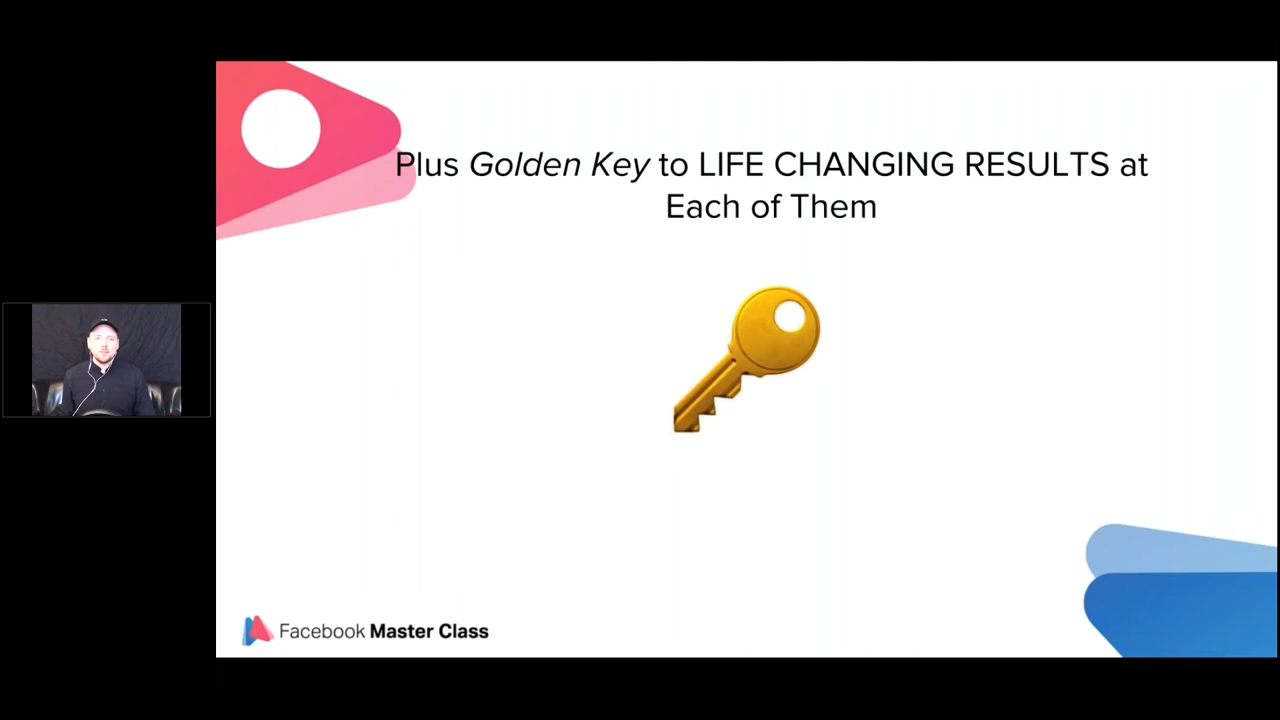 Plus Golden Key to LIFE CHANGING RESULTS at
Each of Them
Facebook Master Class